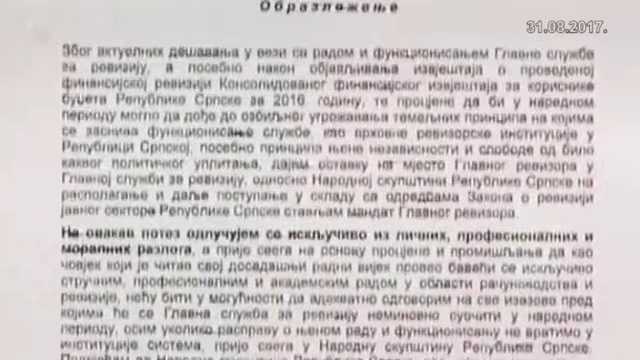 Образлажење
31.08.2017.
Због актуелних дешавања у вези са радом и функционисањем Главне службе
за ревизију, а посебно након објављивања извјештаја о проведеној
финансијској ревизији Консолидованог финансијског извјештаја за кориснике
буџета Републике Српске за 2016 годину, те процјене да би у народном
периоду могло да дође до озбиљног угрожавања темељних принципа на којима
се заснива функционисање службе, као врховне ревизорске институције у
Републици Српској, посебно принципа њене независности и слободе од било
каквог политичког уплитања, дајем оставку на мјесто Главног ревизора у
Главној служби за ревизију, односно Народној скупштини Републике Српске на
располагање и даље поступање у складу са одредбама Закона о ревизији
јавног сектора Републике Српске стављам мандат Главног ревизора.
На овакав потез одлучујем се искључиво из личних, професионалних и
моралних разлога, а прије свега на основу процјене и промишљања да као
човјек који је читав свој досадашњи радни вијек провео бавећи се искључиво
стручним, професионалним и академским радом у области рачуноводства и
ревизије, нећу бити у могућности да адекватно одговорим на све изазове пред
којима ће се Главна служба за ревизију неминовно суочити у народном
периоду, осим уколико расправу о њеном раду и функционисању не вратимо у
институције система, прије свега у Народну скупштину Републике Српске.